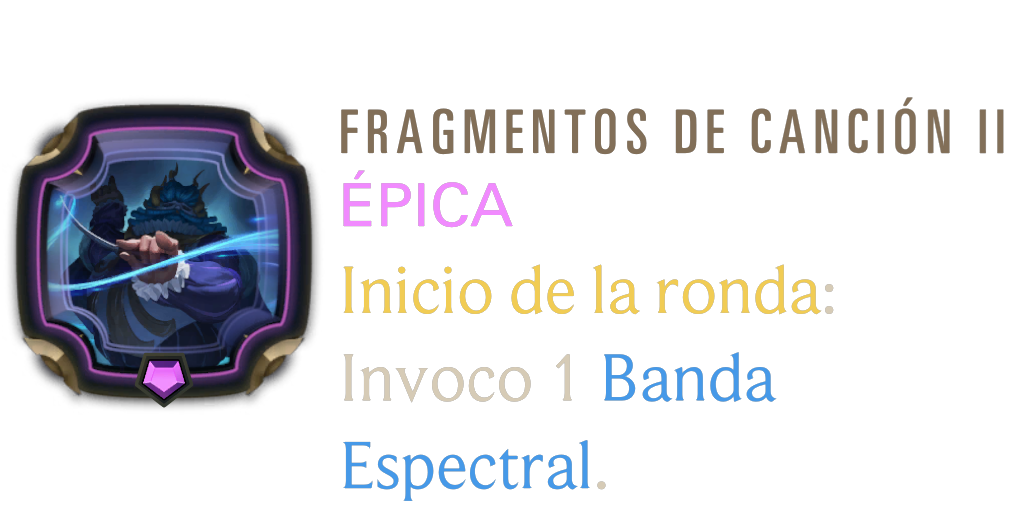 FRAGMENTOS DE CANCIÓN II
ÉPICA
Inicio de la ronda:
Invoco 1 Banda
Espectral.